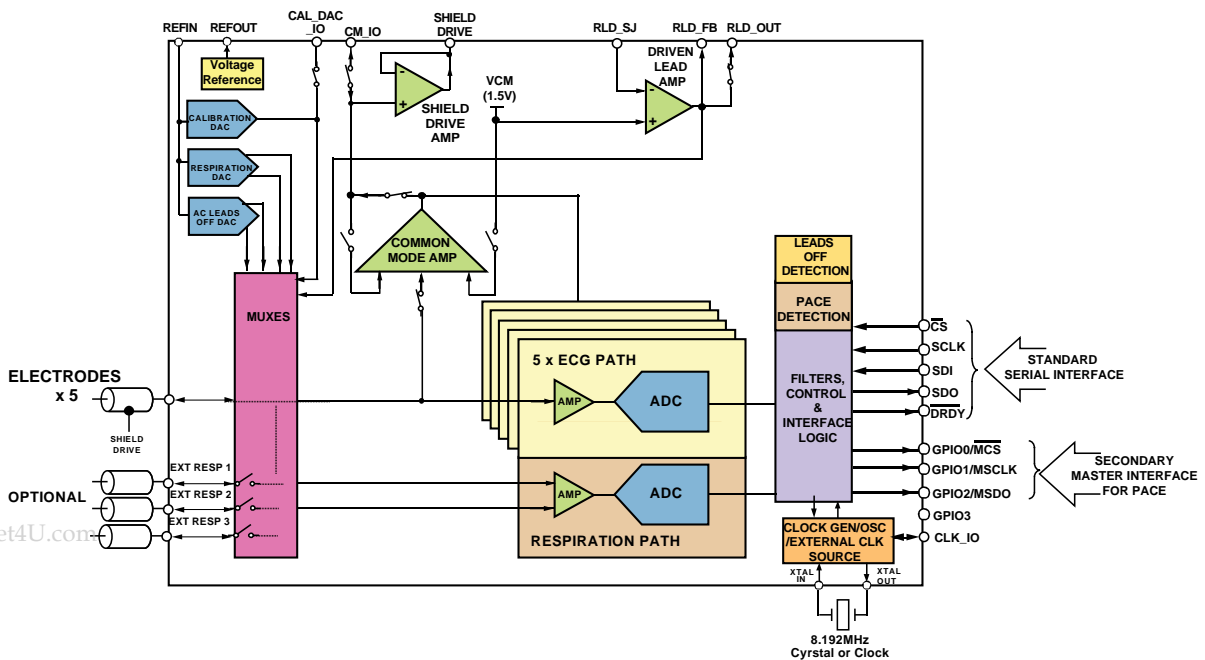 REFIN
REFOUT
CAL_DAC
_IO
CM_IO
SHIELD
DRIVE
RLD_SJ
RLD_FB
RLD_OUT
Voltage
Reference
CALIBRATION
DAC
RESPIRATION
DAC
AC LEADS
OFF DAC
-
+
SHIELD
DRIVE
AMP
VCM
(1.5V)
DRIVEN
LEAD
AMP
-
+
COMMON
MODE AMP
MUXES
LEADS
OFF
DETECTION
PACE
DETECTION
FILTERS,
CONTROL
&
INTERFACE
LOGIC
5 x ECG PATH
AMP
ADC
AMP
ADC
RESPIRATION PATH
ELECTRODES
x 5
SHIELD
DRIVE
OPTIONAL
EXT RESP 1
EXT RESP 2
EXT RESP 3
et4U.com
CS
SCLK
SDI
SDO
DRDY
STANDARD
SERIAL INTERFACE
GPIO0/MCS
GPIO1/MSCLK
GPIO2/MSDO
GPIO3
CLK_IO
SECONDARY
MASTER INTERFACE
FOR PACE
CLOCK GEN/OSC
/EXTERNAL CLK
SOURCE
XTAL
IN
XTAL
OUT
8.192MHz
Cyrstal or Clock